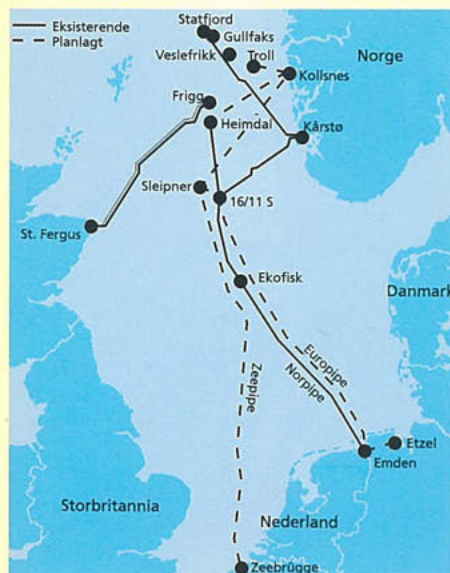 Eksisterende
Planlagt
Statfjord
Gullfaks
Veslefrikk
Troll
Norge
Kollsnes
Frigg
Heimdal
Kårstø
Sleipner
16/11 S
St. Fergus
Ekofisk
Danmark
Europipe
Norpipe
Zeepipe
Etzel
Emden
Storbritannia
Nederland
Zeebrügge